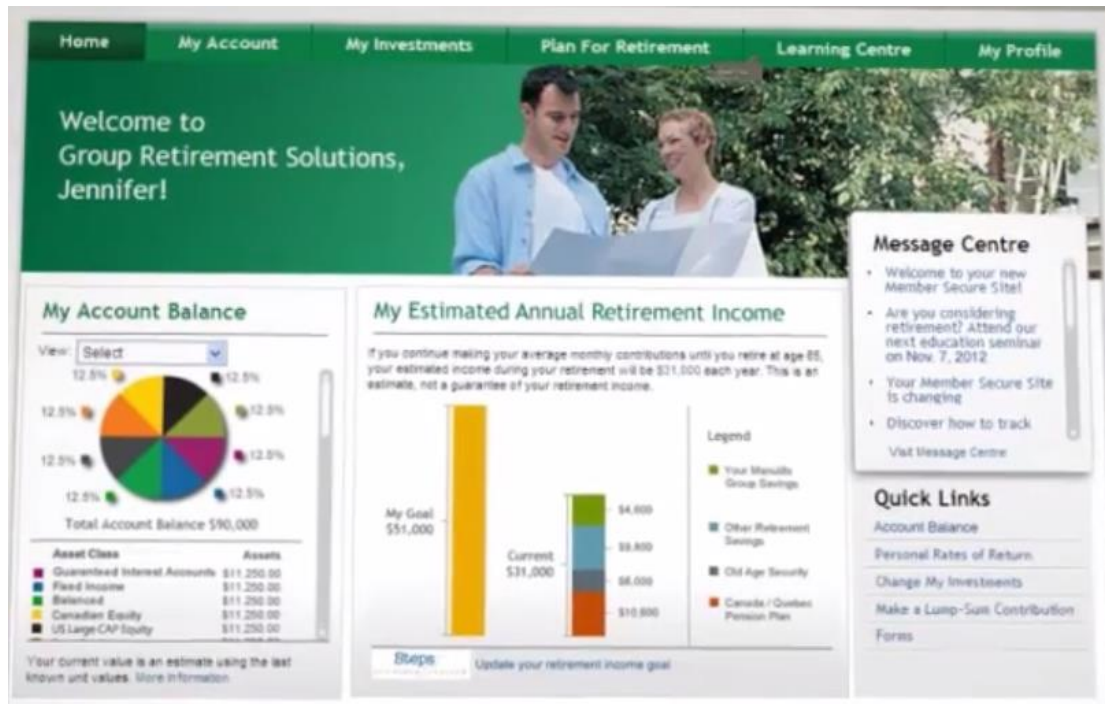 Home
My Account
My Investments
Plan For Retirement
Learning Centre
My Profile
Welcome to
Group Retirement Solutions,
Jennifer!
My Account Balance
View: Select
12.5%
12.5%
12.5%
12.5%
12.5%
12.5%
12.5%
12.5%
Total Account Balance $90,000
Asset Class Assets
Guaranteed Interest Accounts $11,250.00
Fixed Income $11,250.00
Balanced $11,250.00
Canadian Equity $11,250.00
US Large CAP Equity $11,250.00
Your current value is an estimate using the last
known unit values. More information
My Estimated Annual Retirement Income
If you continue making your average monthly contributions until you retire at age 65,
your estimated income during your retirement will be $31,000 each year. This is an
estimate, not a guarantee of your retirement income.
My Goal
$51,000
Current
$31,000
$4,600
$9,800
$6,000
$10,600
Legend
Your Manulife
Group Savings
Other Retirement
Savings
Old Age Security
Canada / Quebec
Pension Plan
Steps
Update your retirement income goal
Message Centre
Welcome to your new
Member Secure Site!
Are you considering
retirement? Attend our
next education seminar
on Nov. 7, 2012
Your Member Secure Site
is changing
Discover how to track
Visit Message Centre
Quick Links
Account Balance
Personal Rates of Return
Change My Investments
Make a Lump-Sum Contribution
Forms